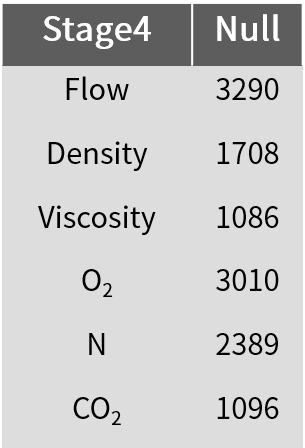 Stage4 Null
Flow 3290
Density 1708
Viscosity 1086
O₂ 3010
N 2389
CO₂ 1096